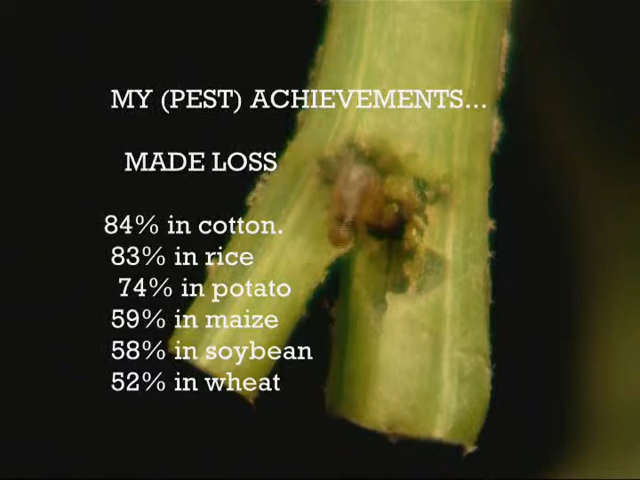 MY (PEST) ACHIEVEMENTS...
MADE LOSS
84% in cotton.
83% in rice
74% in potato
59% in maize
58% in soybean
52% in wheat